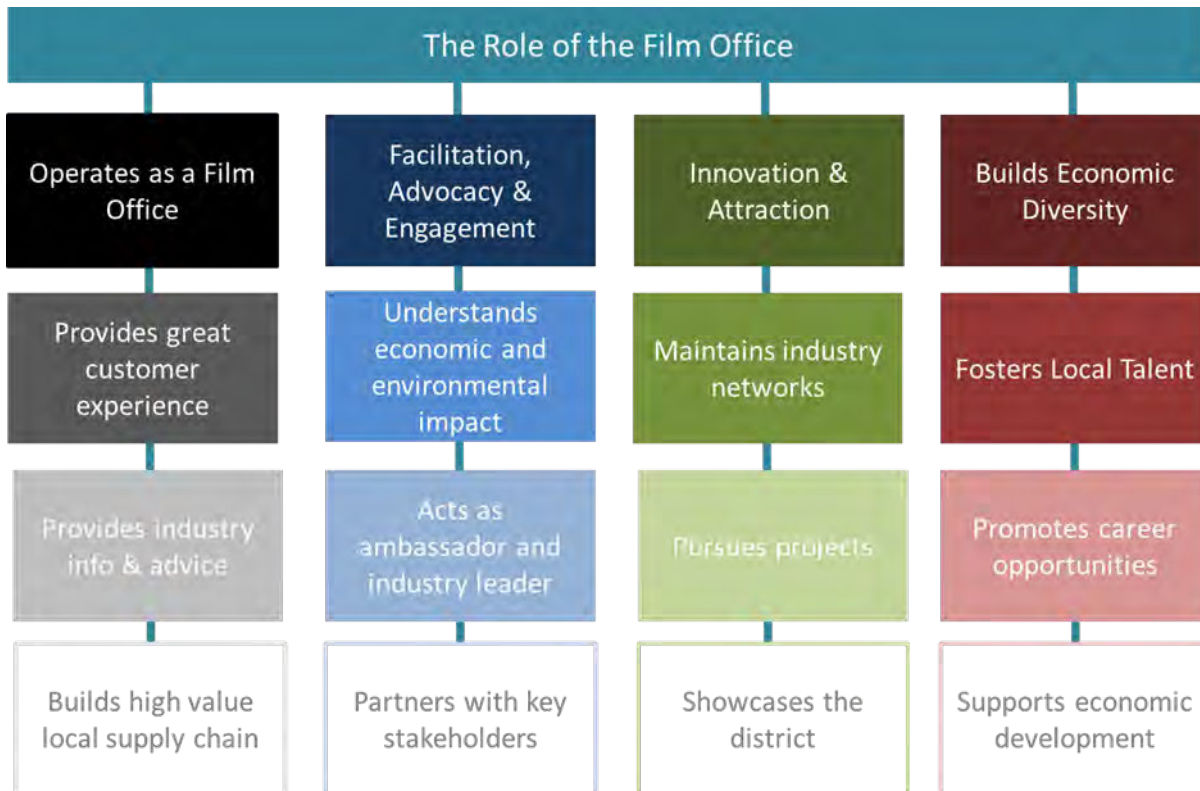 The Role of the Film Office
Operates as a Film
Office
Provides great
customer
experience
Provides industry
info & advice
Builds high value
local supply chain
Facilitation,
Advocacy &
Engagement
Understands
economic and
environmental
impact
Acts as
ambassador and
industry leader
Partners with key
stakeholders
Innovation &
Attraction
Maintains industry
networks
Pursues projects
Showcases the
district
Builds Economic
Diversity
Fosters Local Talent
Promotes career
opportunities
Supports economic
development